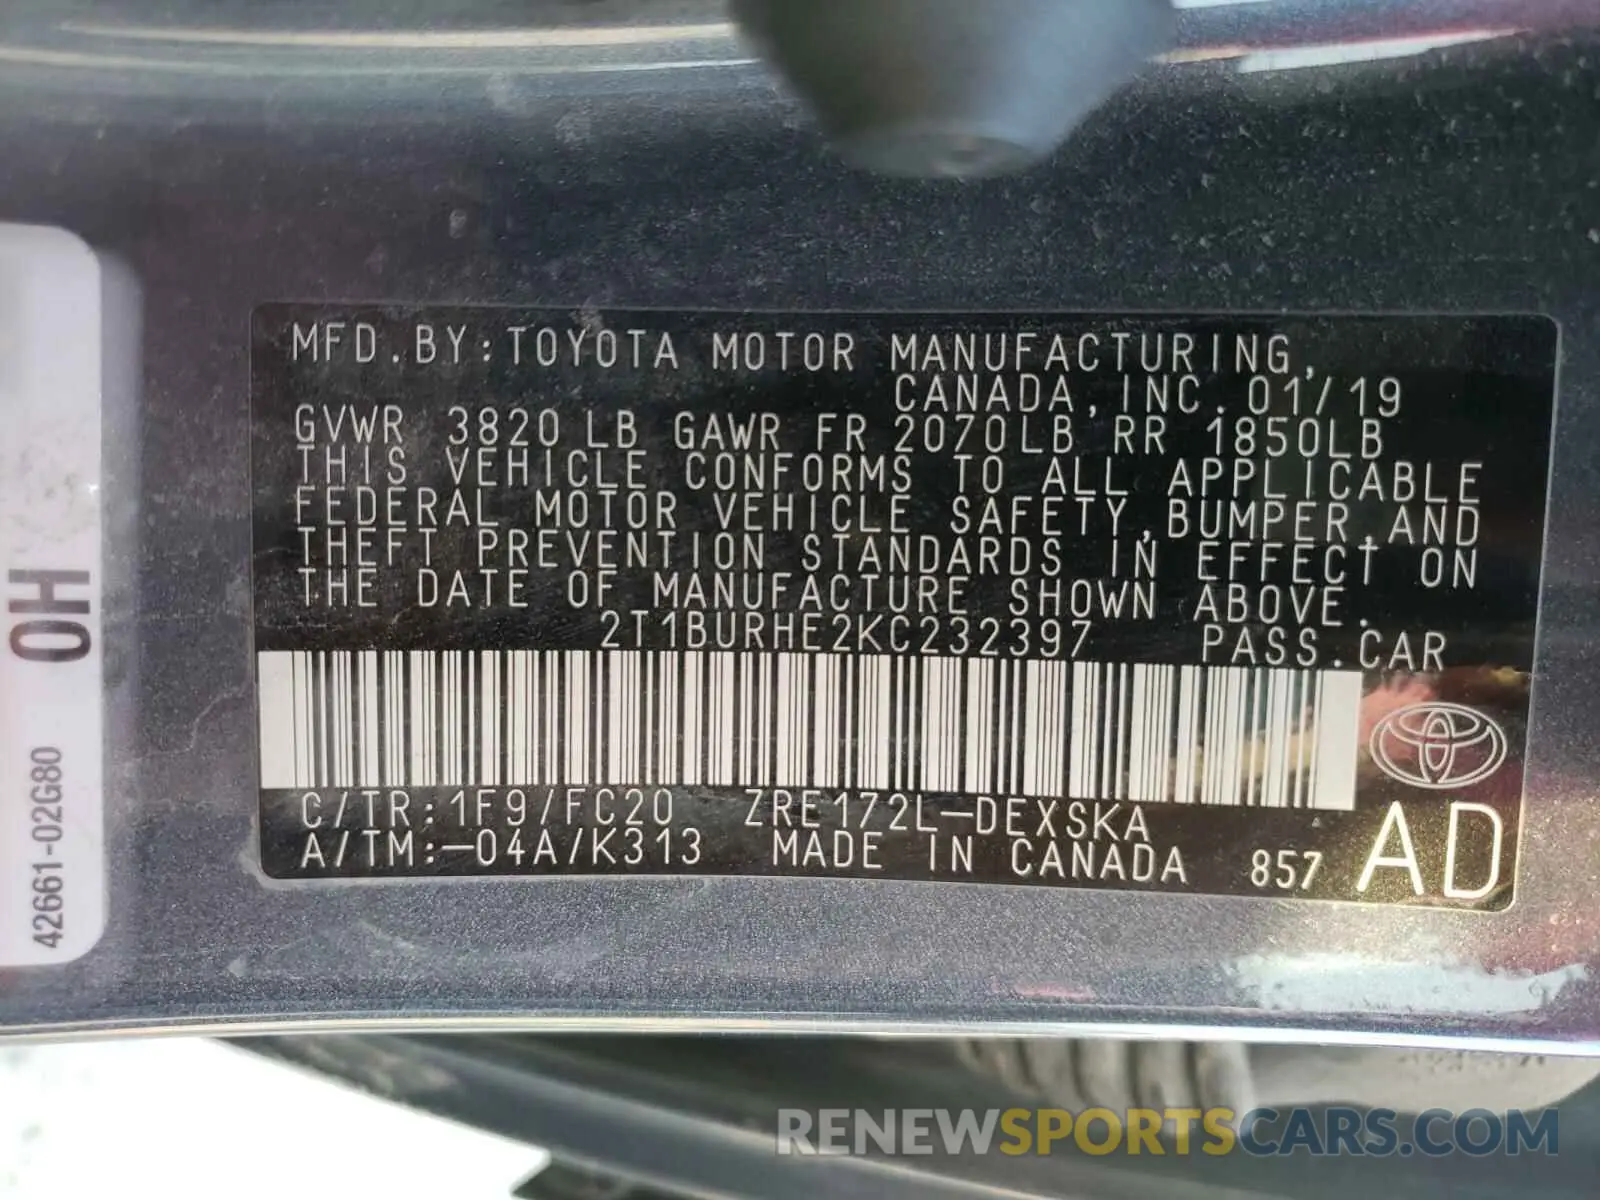 MFD.BY:TOYOTA MOTOR MANUFACTURING,
CANADA, INC. 01/19
GVWR 3820 LB GAWR FR 2070LB RR 1850LB
THIS VEHICLE CONFORMS TO ALL APPLICABLE
FEDERAL MOTOR VEHICLE SAFETY, BUMPER, AND
THEFT PREVENTION STANDARDS IN EFFECT ON
THE DATE OF MANUFACTURE SHOWN ABOVE.
2T1BURHE2KC232397 PASS.CAR
C/TR:1F9/FC20 ZRE172L-DEXSKA
A/TM:-04A/K313 MADE IN CANADA 857 AD
0H
42661-02G80
RENEWSPORTSCARS.COM